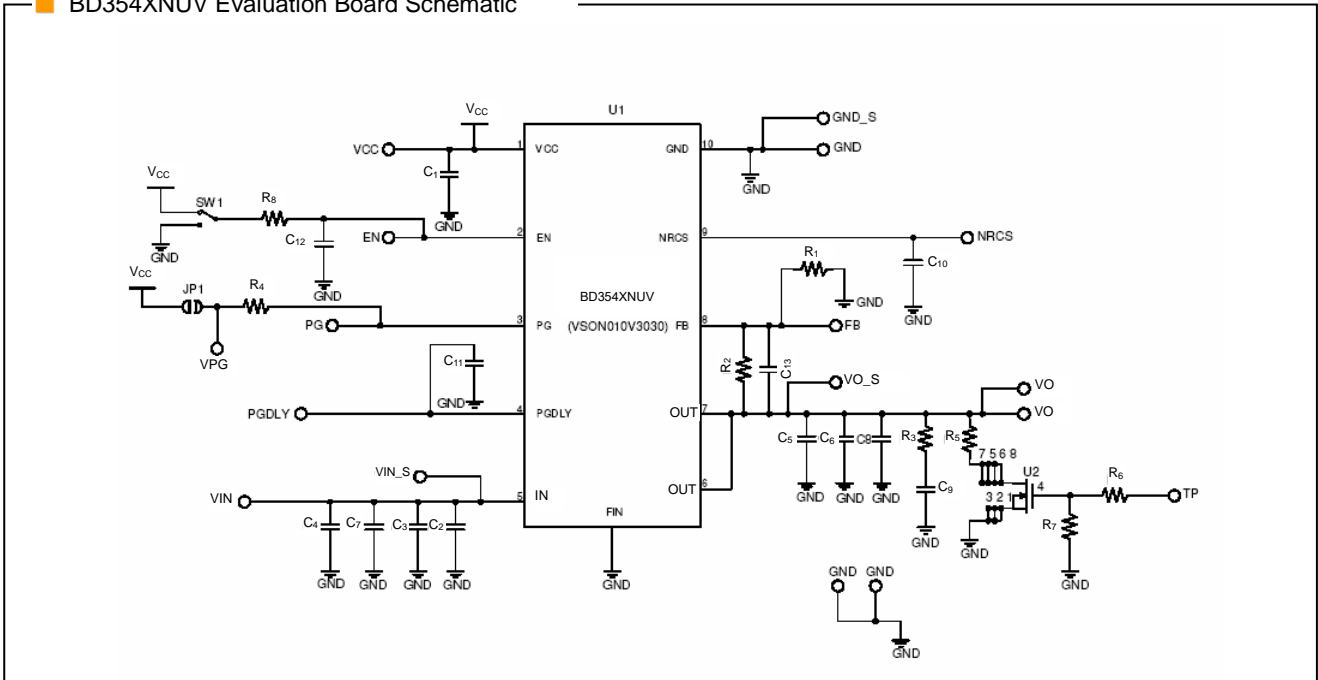 BD354XNUV Evaluation Board Schematic
U1
VCC
VCC
1
VCC
C1
GND
VCC
SW1
GND
R8
C12
GND
EN
2
EN
VCC
JP1
VPG
R4
PG
3
PG
C11
GND
PGDLY
4
PGDLY
VIN_S
VIN
5
IN
C4
C7
C3
C2
GND
GND
GND
GND
BD354XNUV
(VSON010V3030)
FIN
GND
GND
10
GND_S
GND
GND
NRCS
9
NRCS
C10
GND
R1
GND
FB
8
FB
R2
C13
VO_S
OUT
7
VO
VO
OUT
6
C5
C6
C8
GND
GND
GND
R3
C9
GND
R5
7 5 6 8
U2
4
3 2 1
GND
R6
TP
R7
GND
GND
GND
GND